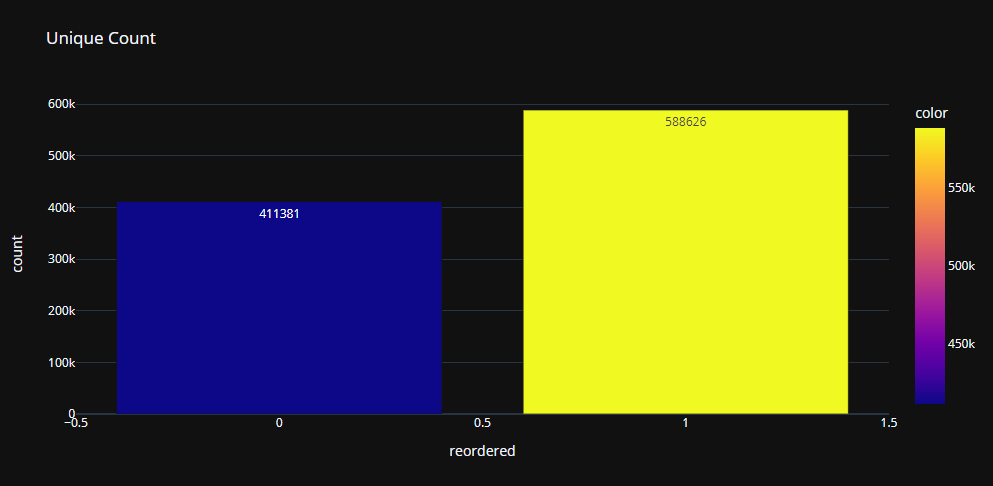 Unique Count
600k
500k
400k
300k
200k
100k
0
count
411381
588626
−0.5
0
0.5
1
1.5
reordered
color
550k
500k
450k